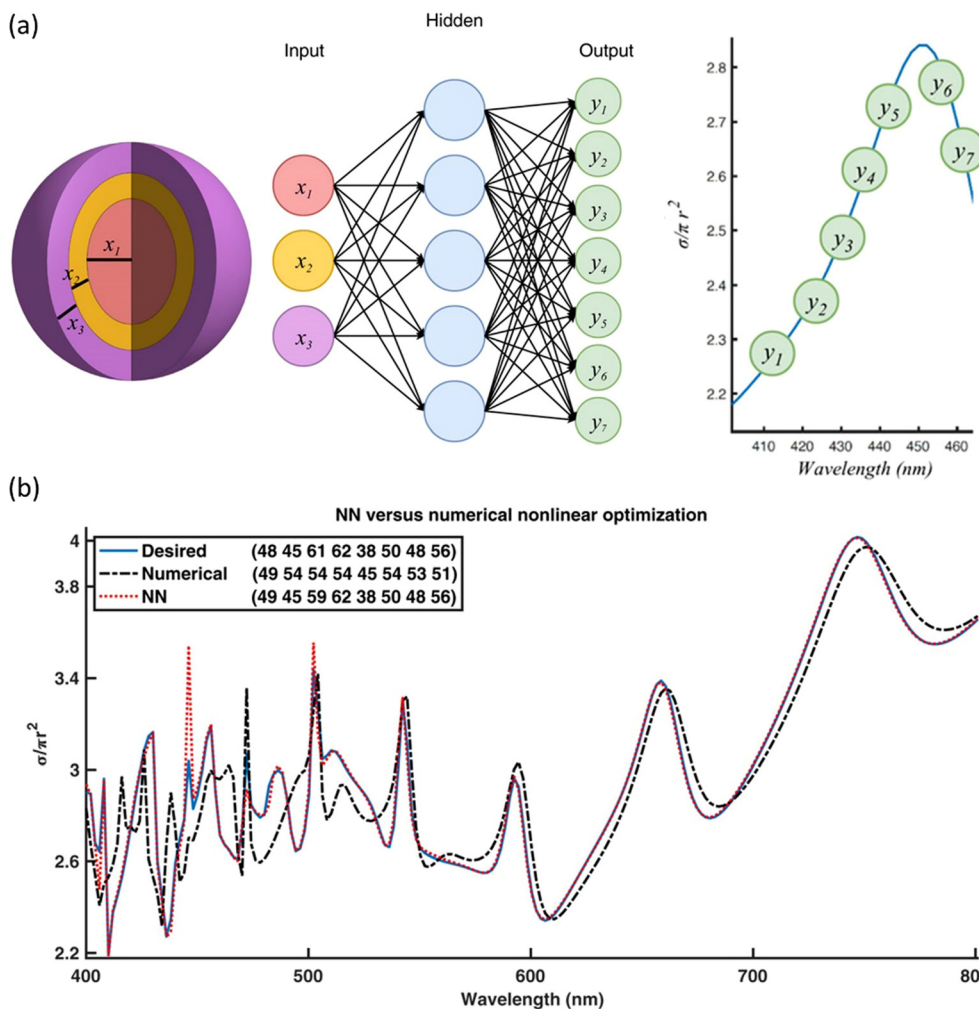 (a)
Hidden
Input
Output
x1
x2
x3
x1
x2
x3
y1
y2
y3
y4
y5
y6
y7
σ/π r²
2.8
2.7
2.6
2.5
2.4
2.3
2.2
y1
y2
y3
y4
y5
y6
y7
410 420 430 440 450 460
Wavelength (nm)
(b)
NN versus numerical nonlinear optimization
Desired (48 45 61 62 38 50 48 56)
Numerical (49 54 54 54 45 54 53 51)
NN (49 45 59 62 38 50 48 56)
σ/πr²
4
3.8
3.4
3
2.6
2.2
400 500 600 700 80
Wavelength (nm)